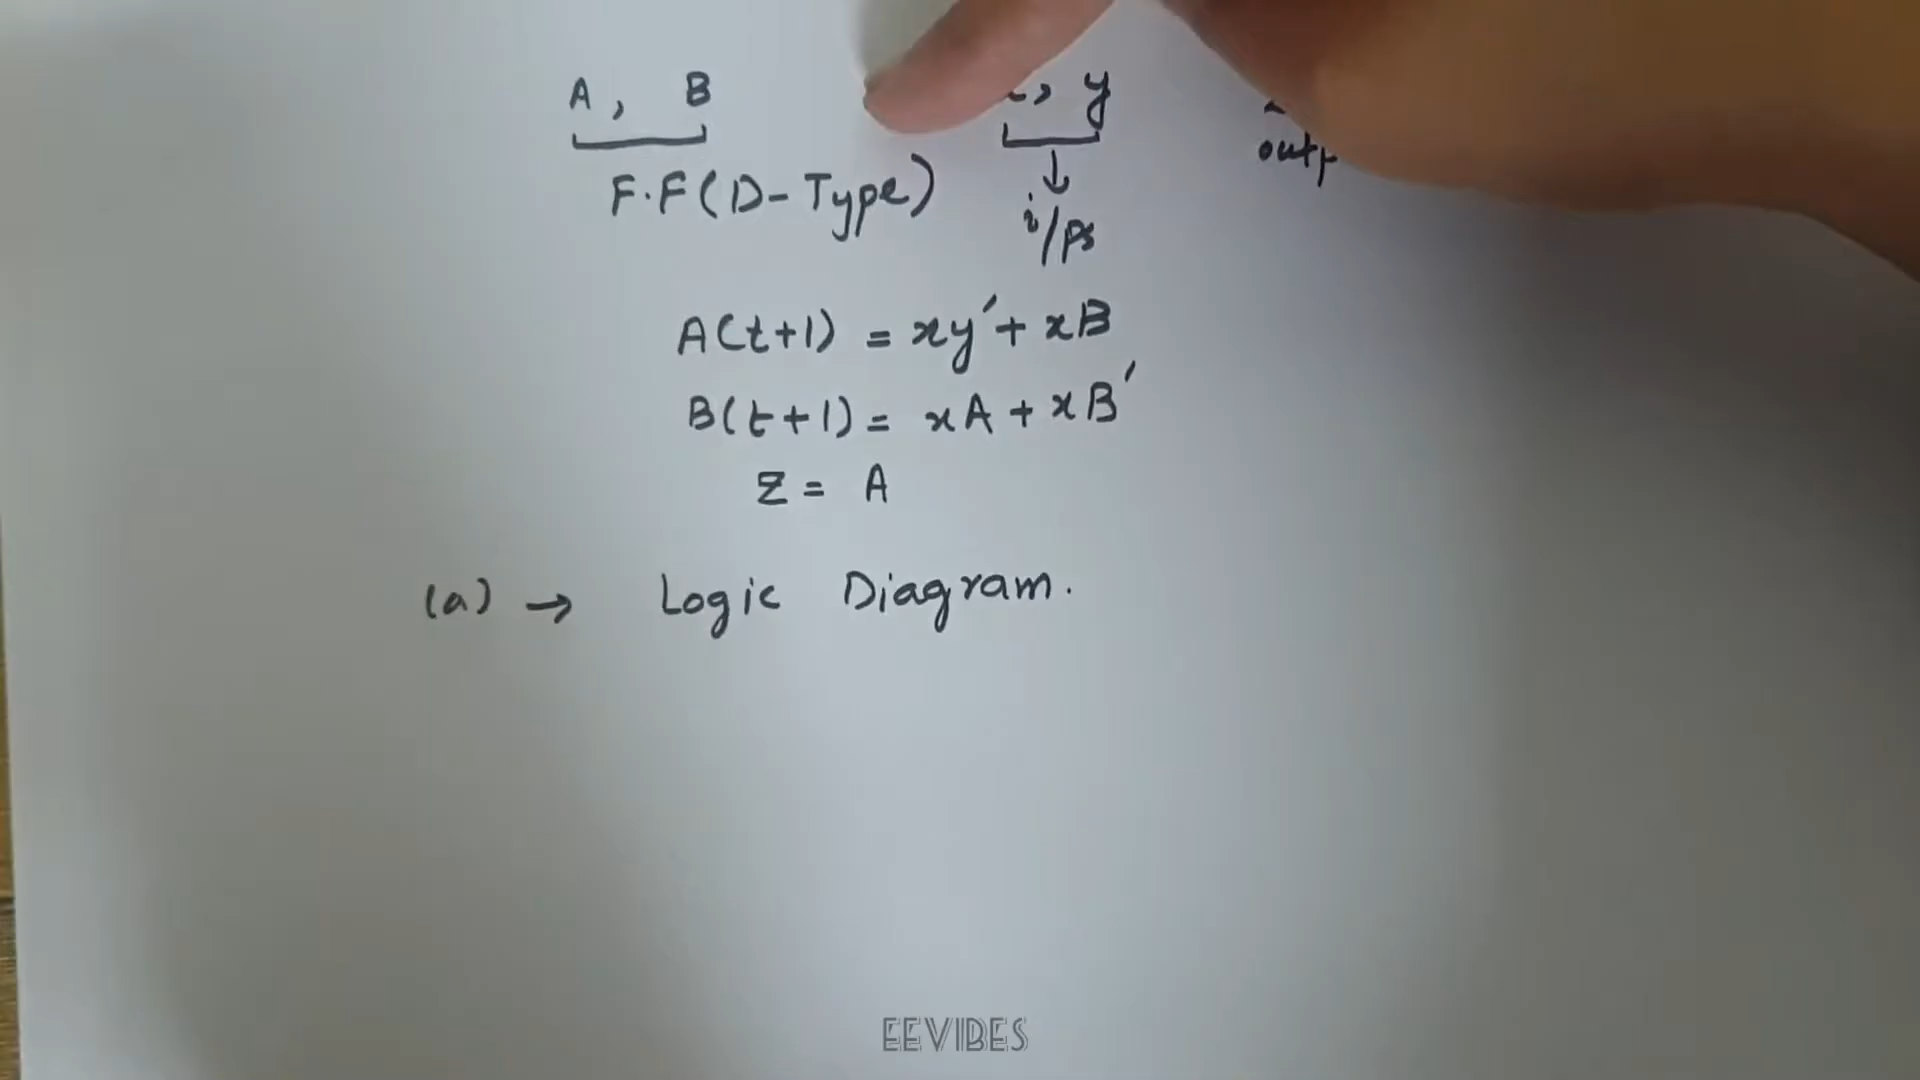 A, B , y
F.F(D-Type) i/ps
A(t+1) = xy' + xB
B(t+1) = xA + xB'
Z = A
(a) → Logic Diagram.
EEVIBES